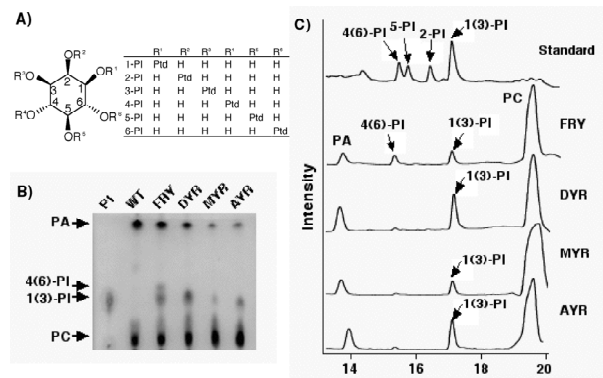 A)
R¹ R² R³ R⁴ R⁵ R⁶
1-PI Ptd H H H H H
2-PI H Ptd H H H H
3-PI H H Ptd H H H
4-PI H H H Ptd H H
5-PI H H H H Ptd H
6-PI H H H H H Ptd
OR²
R³O OR¹
2
3 1
4 6
5
R⁴O OR⁶
OR⁵
B)
PI WT FRY DYR MYR AYR
PA
4(6)-PI
1(3)-PI
PC
C)
1(3)-PI
5-PI 2-PI
4(6)-PI
Standard
PC
FRY
PA 4(6)-PI 1(3)-PI
1(3)-PI
DYR
MYR
1(3)-PI
1(3)-PI
AYR
Intensity
14 16 18 20